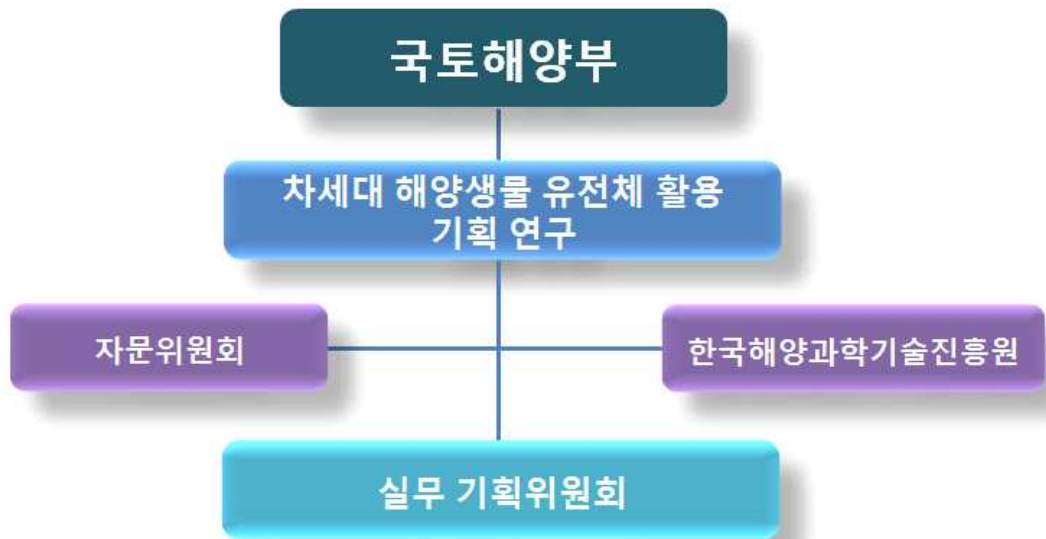 국토해양부
차세대 해양생물 유전체 활용
기획 연구
자문위원회
한국해양과학기술진흥원
실무 기획위원회